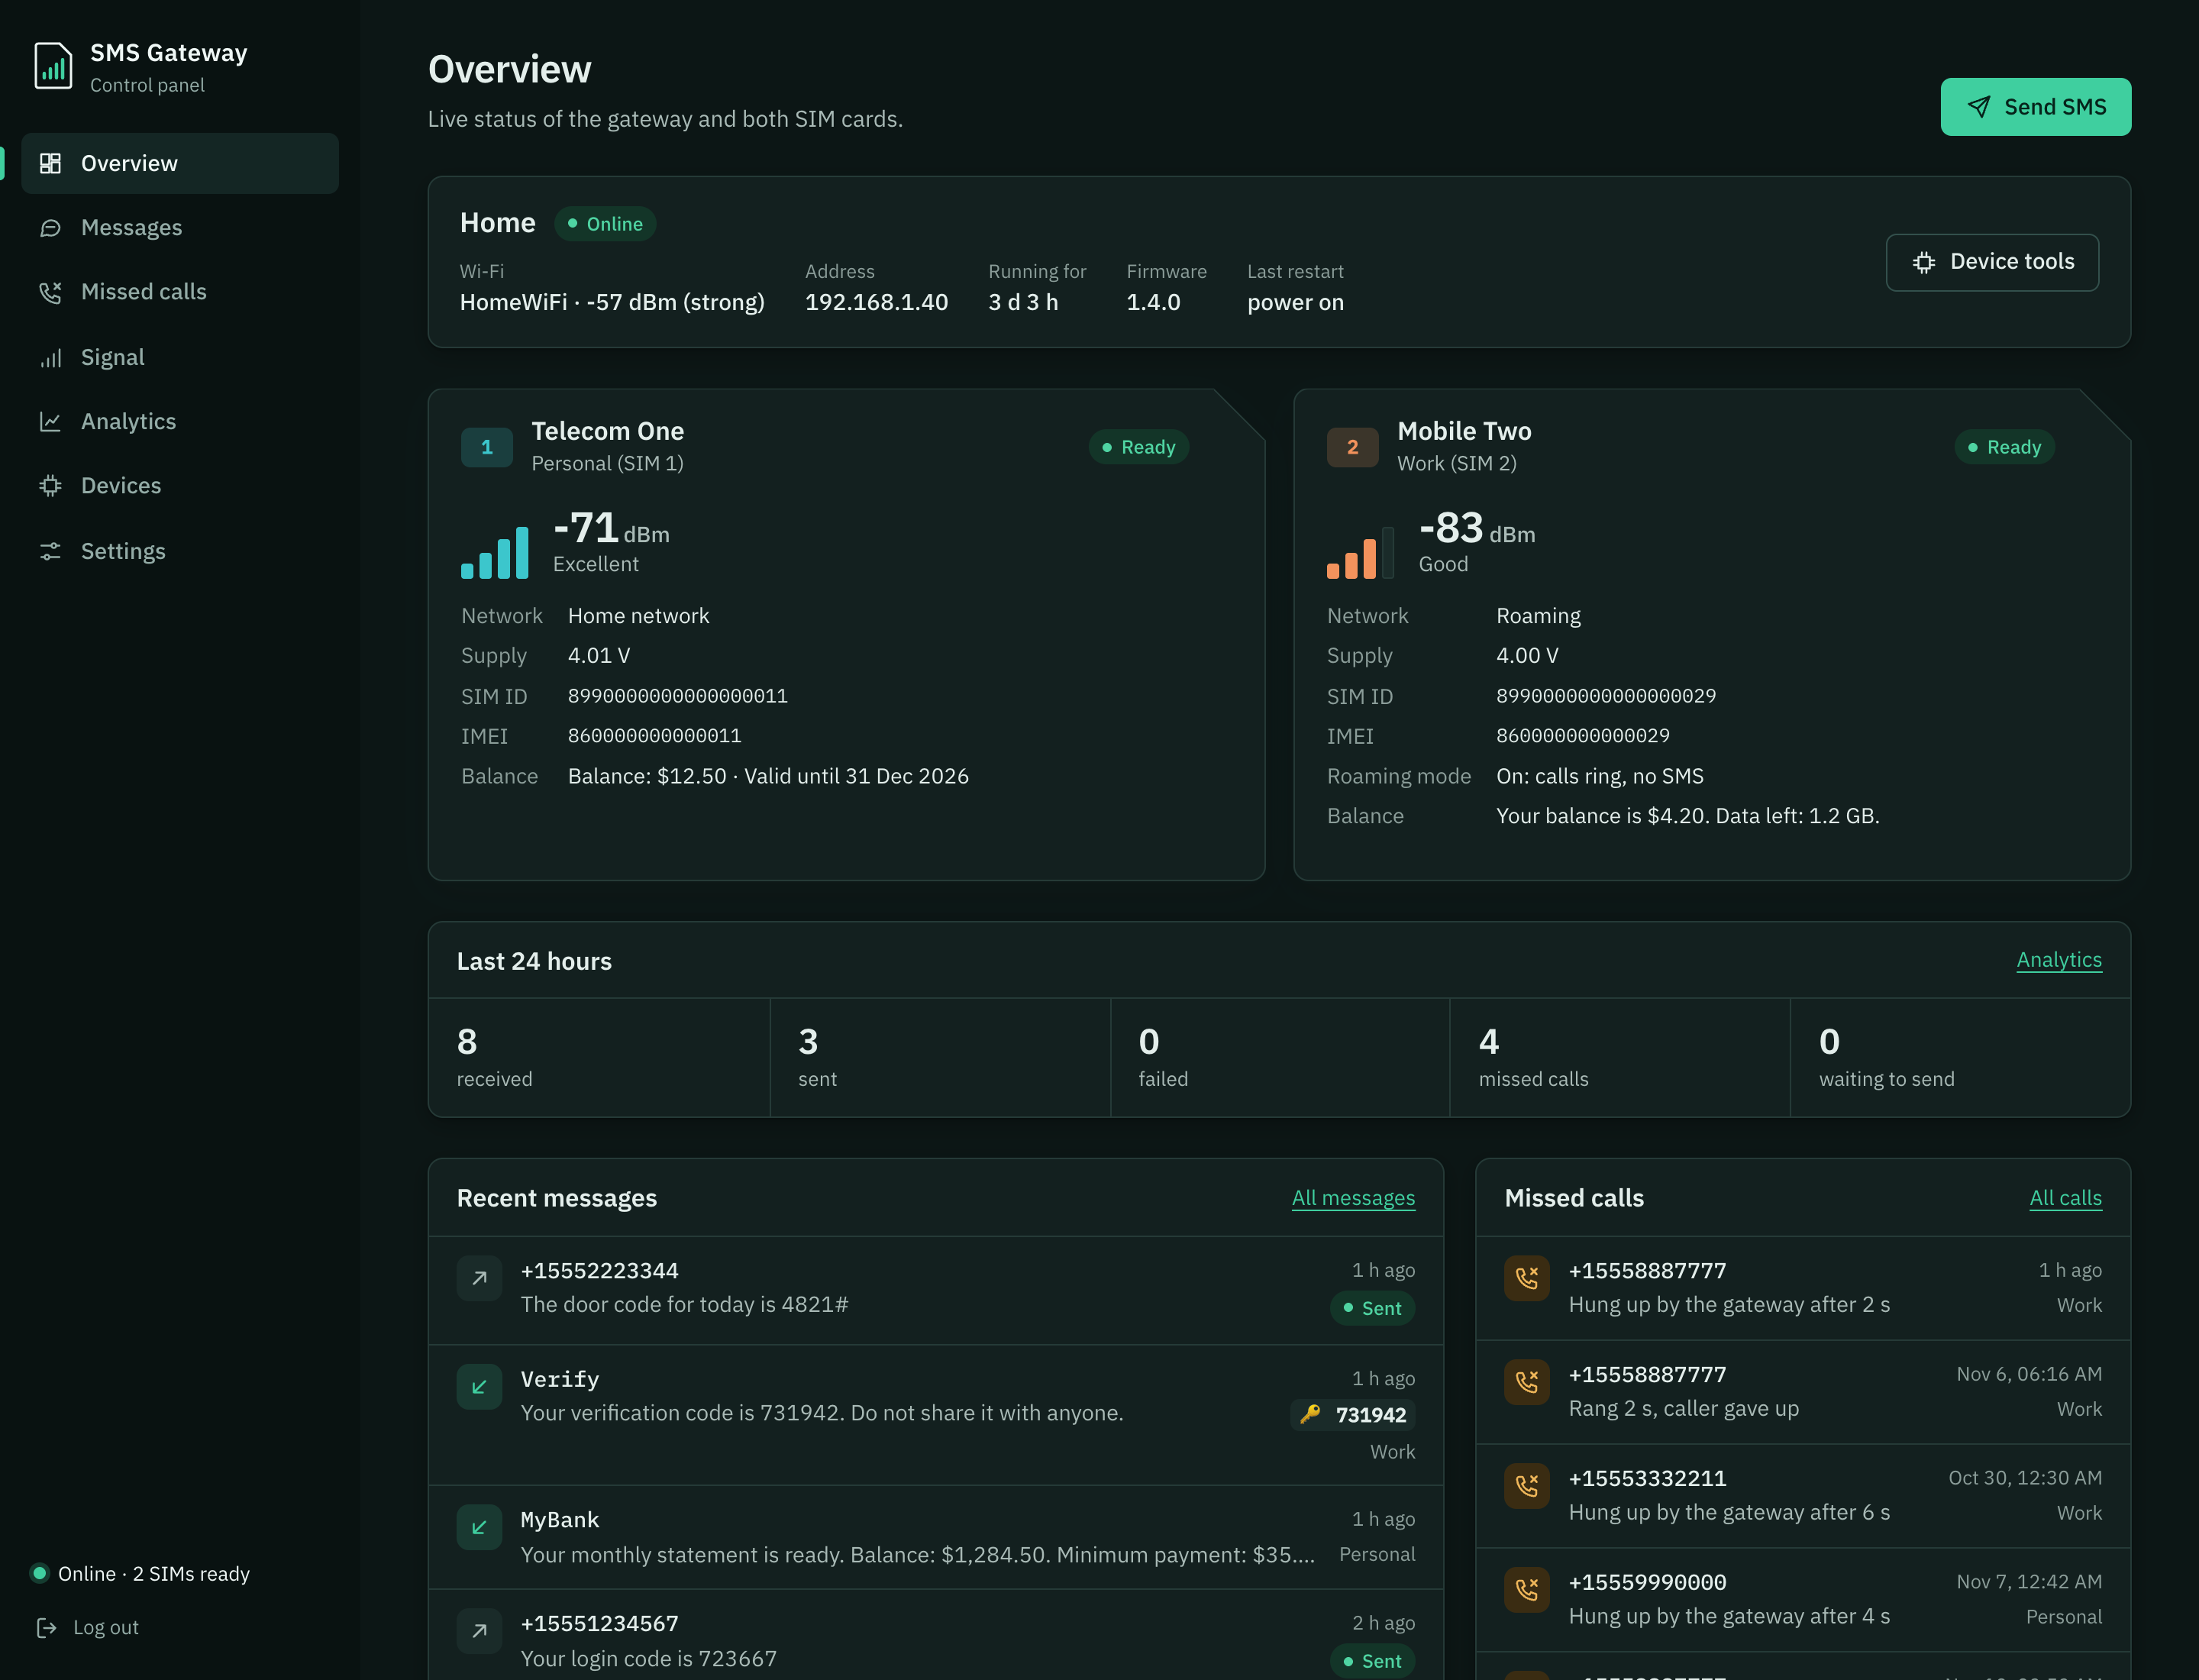 SMS Gateway
Control panel
Overview
Messages
Missed calls
Signal
Analytics
Devices
Settings
Online · 2 SIMs ready
Log out
Overview
Live status of the gateway and both SIM cards.
Send SMS
Home
Online
Wi-Fi
HomeWiFi · -57 dBm (strong)
Address
192.168.1.40
Running for
3 d 3 h
Firmware
1.4.0
Last restart
power on
Device tools
1
Telecom One
Personal (SIM 1)
Ready
-71 dBm
Excellent
Network Home network
Supply 4.01 V
SIM ID 8990000000000000011
IMEI 860000000000011
Balance Balance: $12.50 · Valid until 31 Dec 2026
2
Mobile Two
Work (SIM 2)
Ready
-83 dBm
Good
Network Roaming
Supply 4.00 V
SIM ID 8990000000000000029
IMEI 860000000000029
Roaming mode On: calls ring, no SMS
Balance Your balance is $4.20. Data left: 1.2 GB.
Last 24 hours
Analytics
8
received
3
sent
0
failed
4
missed calls
0
waiting to send
Recent messages
All messages
+15552223344
1 h ago
The door code for today is 4821#
Sent
Verify
1 h ago
Your verification code is 731942. Do not share it with anyone.
731942
Work
MyBank
1 h ago
Your monthly statement is ready. Balance: $1,284.50. Minimum payment: $35....
Personal
+15551234567
2 h ago
Your login code is 723667
Sent
Missed calls
All calls
+15558887777
1 h ago
Hung up by the gateway after 2 s
Work
+15558887777
Nov 6, 06:16 AM
Rang 2 s, caller gave up
Work
+15553332211
Oct 30, 12:30 AM
Hung up by the gateway after 6 s
Work
+15559990000
Nov 7, 12:42 AM
Hung up by the gateway after 4 s
Personal